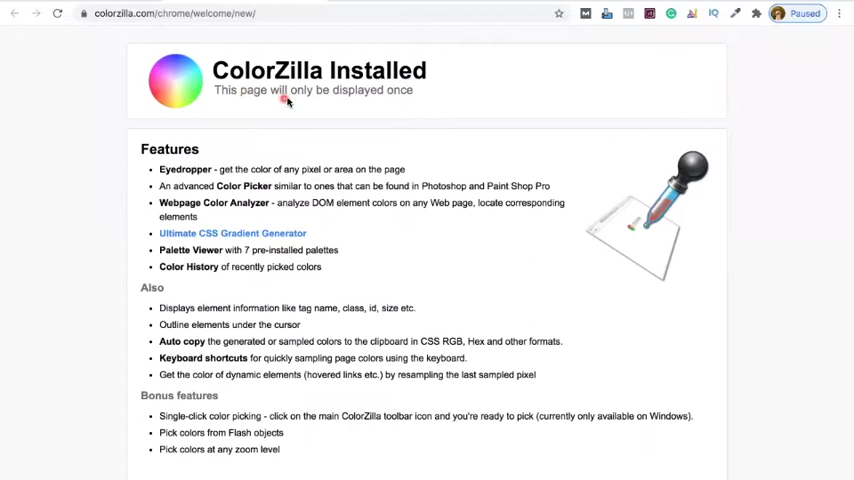 colorzilla.com/chrome/welcome/new/
IQ
Paused
ColorZilla Installed
This page will only be displayed once
Features
Eyedropper - get the color of any pixel or area on the page
An advanced Color Picker similar to ones that can be found in Photoshop and Paint Shop Pro
Webpage Color Analyzer - analyze DOM element colors on any Web page, locate corresponding
elements
Ultimate CSS Gradient Generator
Palette Viewer with 7 pre-installed palettes
Color History of recently picked colors
Also
Displays element information like tag name, class, id, size etc.
Outline elements under the cursor
Auto copy the generated or sampled colors to the clipboard in CSS RGB, Hex and other formats.
Keyboard shortcuts for quickly sampling page colors using the keyboard.
Get the color of dynamic elements (hovered links etc.) by resampling the last sampled pixel
Bonus features
Single-click color picking - click on the main ColorZilla toolbar icon and you're ready to pick (currently only available on Windows).
Pick colors from Flash objects
Pick colors at any zoom level